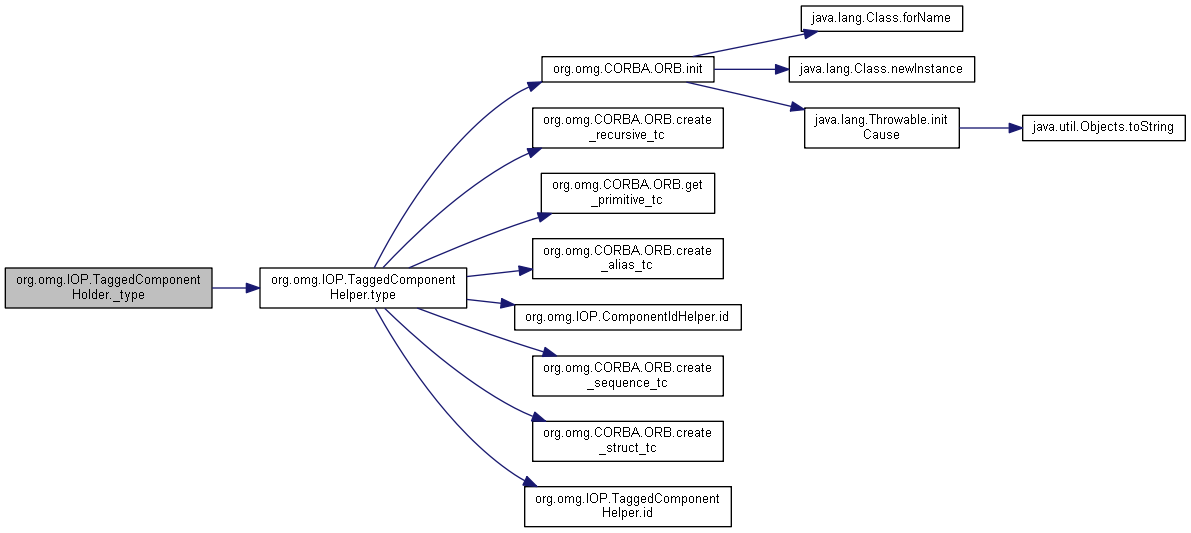 org.omg.IOP.TaggedComponent
Holder._type
org.omg.IOP.TaggedComponent
Helper.type
org.omg.CORBA.ORB.init
org.omg.CORBA.ORB.create
_recursive_tc
org.omg.CORBA.ORB.get
_primitive_tc
org.omg.CORBA.ORB.create
_alias_tc
org.omg.IOP.ComponentIdHelper.id
org.omg.CORBA.ORB.create
_sequence_tc
org.omg.CORBA.ORB.create
_struct_tc
org.omg.IOP.TaggedComponent
Helper.id
java.lang.Class.forName
java.lang.Class.newInstance
java.lang.Throwable.init
Cause
java.util.Objects.toString